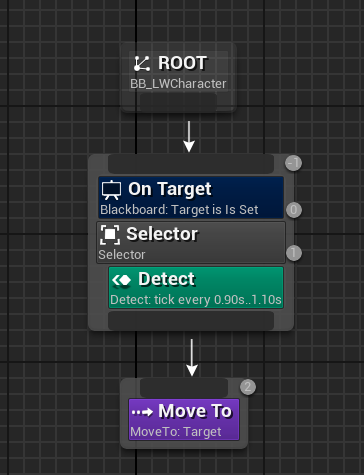 ROOT
BB_LWCharacter
-1
On Target
Blackboard: Target is Is Set
0
Selector
Selector
1
Detect
Detect: tick every 0.90s..1.10s
2
Move To
MoveTo: Target